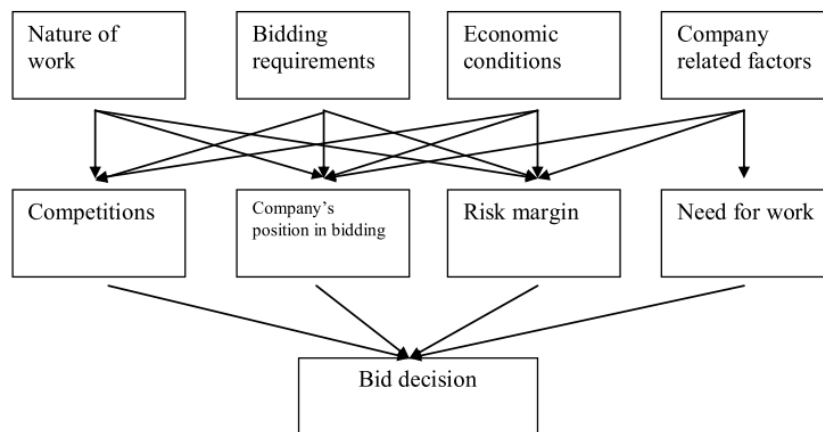 Nature of
work
Bidding
requirements
Economic
conditions
Company
related factors
Competitions
Company's
position in bidding
Risk margin
Need for work
Bid decision